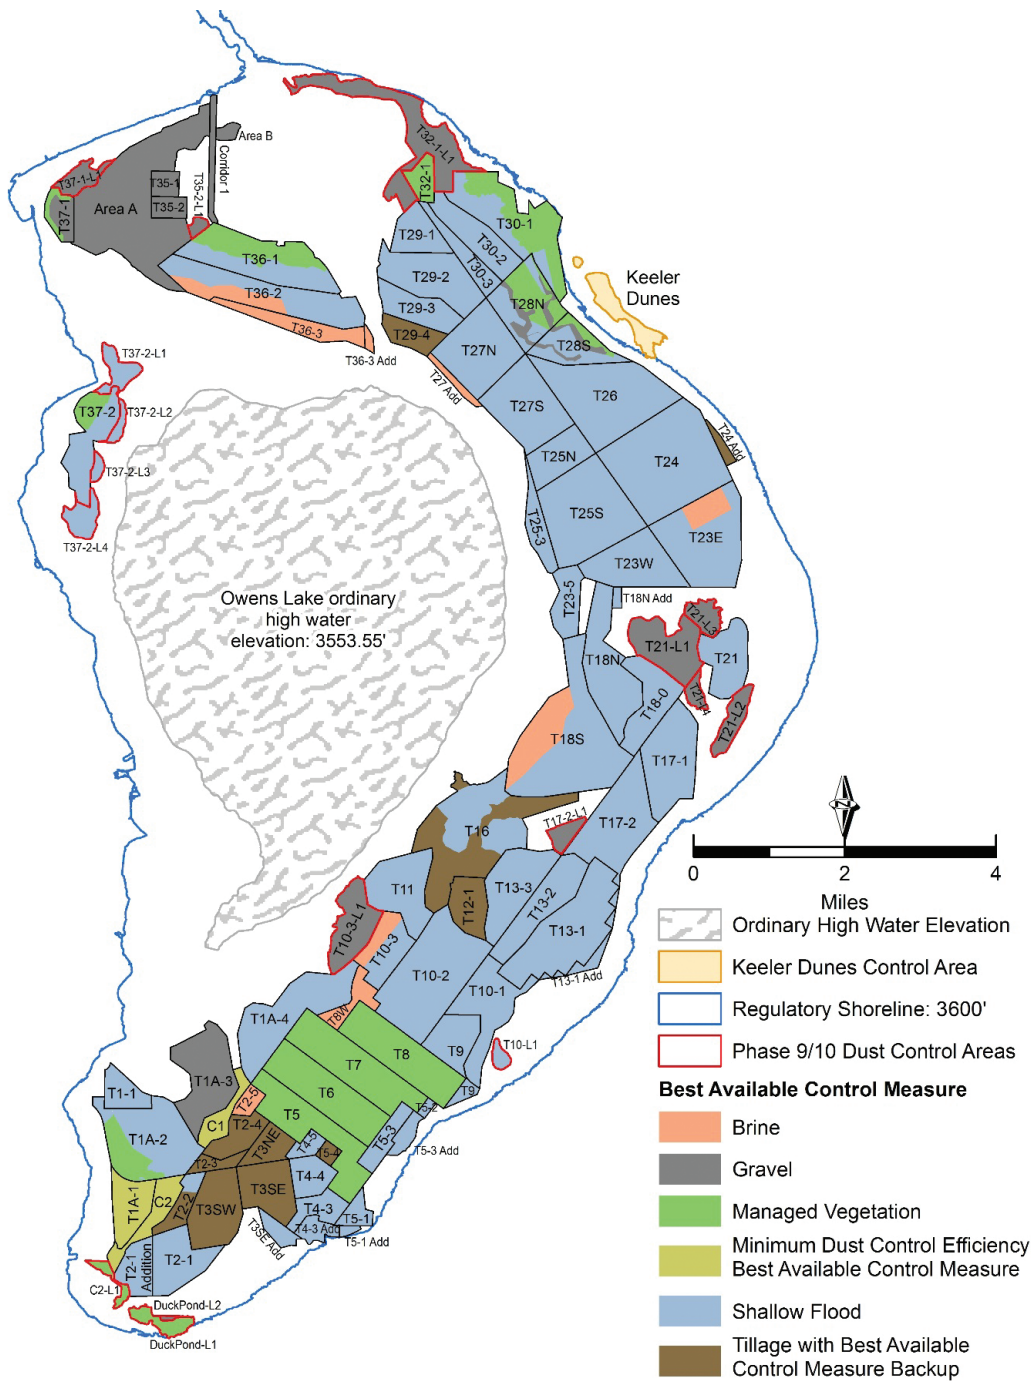 Area B
T32-1-L1
Corridor 1
T37-1-L1
T35-1
T35-2-L1
T32-1
T37-1
Area A
T35-2
T30-1
T29-1
T30-2
T36-1
T30-3
T29-2
Keeler
Dunes
T36-2
T28N
T29-3
T36-3
T29-4
T28S
T37-2-L1
T36-3 Add
T27N
T27 Add
T26
T37-2
T37-2-L2
T27S
T24 Add
T25N
T24
T37-2-L3
T25S
T25-3
T23E
T37-2-L4
T23W
Owens Lake ordinary
high water
elevation: 3553.55'
T23-5
T18N Add
T21-L3
T21-L1
T21
T18N
T18-0
T21-L2
T18S
T17-1
T17-2-L1
T17-2
T16
0
2
4
Miles
T11
T13-3
T12-1
T13-2
T10-3-L1
T13-1
T10-3
T10-2
T13-1 Add
T10-1
T1A-4
T8W
T8
T9
T10-L1
T7
T1A-3
T6
T9
T1-1
T2-5
T5
T5-2
C1
T2-4
T1A-2
T3NE
T4-5
T5-3
T5-4
T5-3 Add
T2-3
T4-4
T1A-1
C2
T2-2
T3SW
T3SE
T4-3
T5-1
T4-3 Add
T5-1 Add
T3SE Add
T2-1
Addition
T2-1
C2-L1
DuckPond-L2
DuckPond-L1
Ordinary High Water Elevation
Keeler Dunes Control Area
Regulatory Shoreline: 3600'
Phase 9/10 Dust Control Areas
Best Available Control Measure
Brine
Gravel
Managed Vegetation
Minimum Dust Control Efficiency
Best Available Control Measure
Shallow Flood
Tillage with Best Available
Control Measure Backup